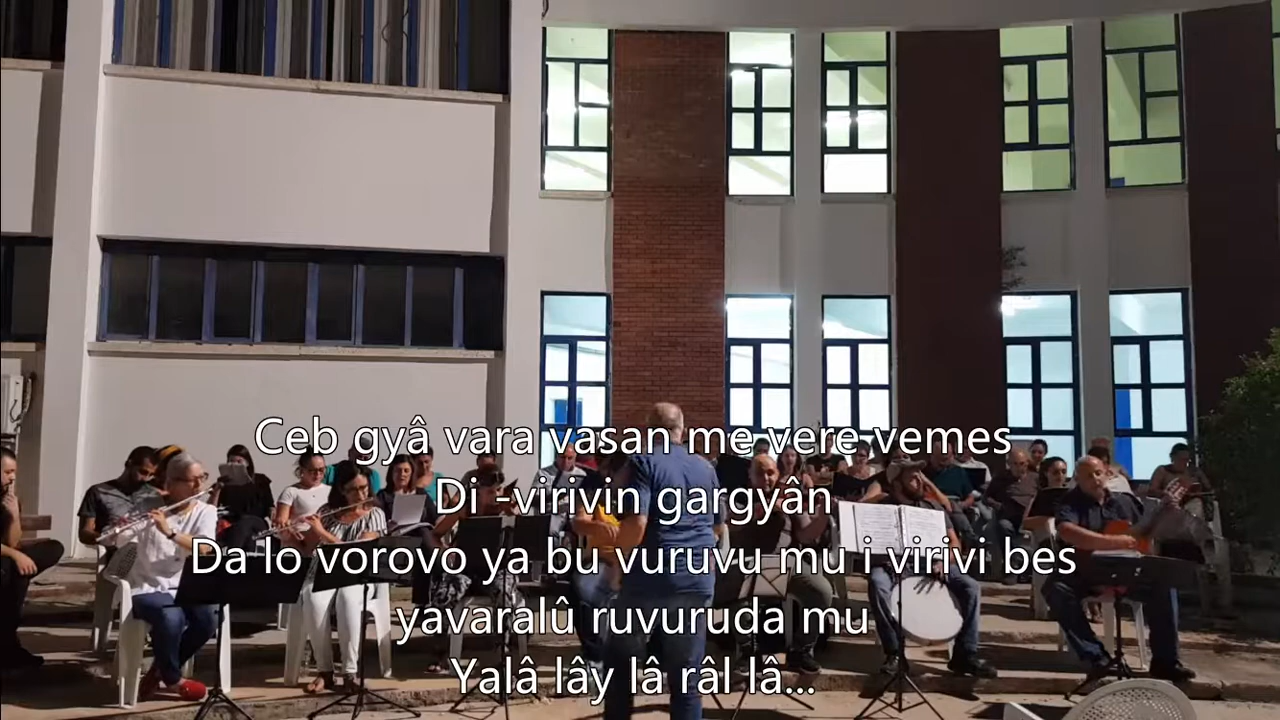 Ceb gyâ vara vasan me vere vemes
Di -virivin gargyân
Da lo vorovo ya bu vuruvu mu i virivi bes
yavaralû ruvuruda mu
Yalâ lây lâ râl lâ...